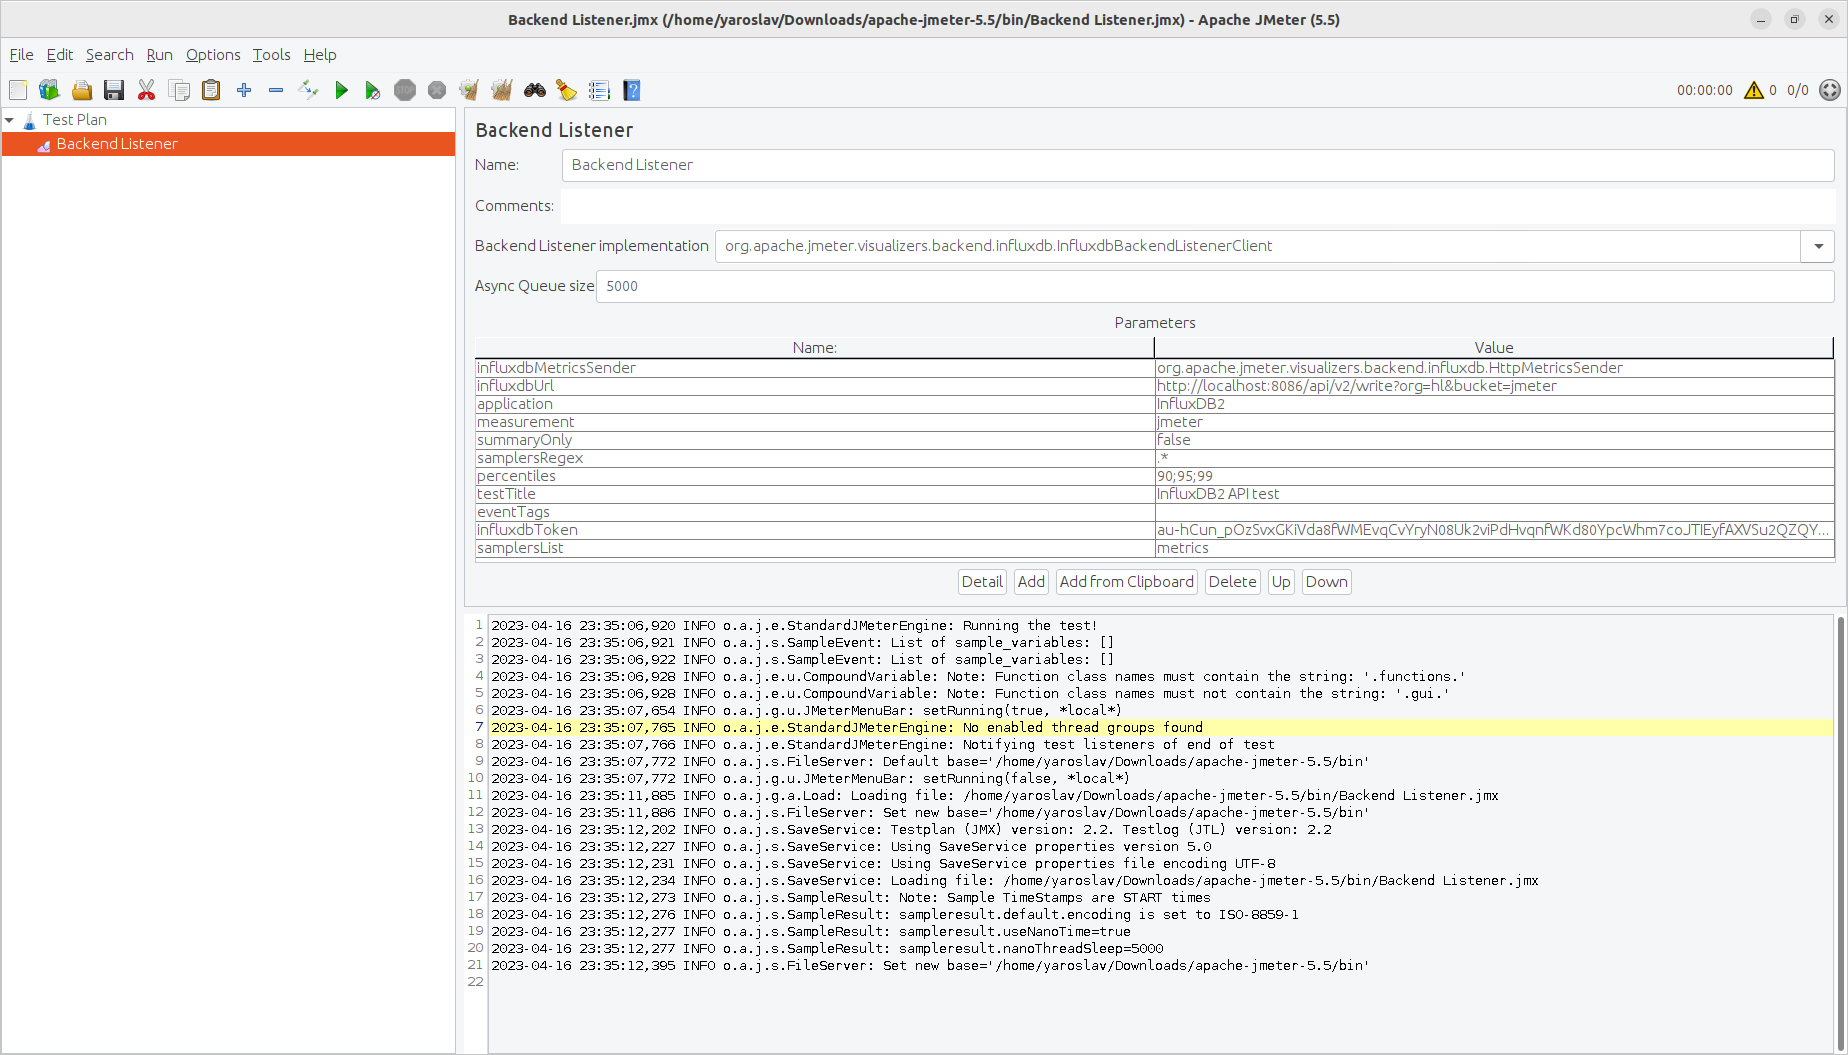 Backend Listener.jmx (/home/yaroslav/Downloads/apache-jmeter-5.5/bin/Backend Listener.jmx) - Apache JMeter (5.5)
File Edit Search Run Options Tools Help
STOP 00:00:00 0 0/0
Test Plan
Backend Listener
Backend Listener
Name: Backend Listener
Comments:
Backend Listener implementation org.apache.jmeter.visualizers.backend.influxdb.InfluxdbBackendListenerClient
Async Queue size 5000
Parameters
Name: Value
influxdbMetricsSender org.apache.jmeter.visualizers.backend.influxdb.HttpMetricsSender
influxdbUrl http://localhost:8086/api/v2/write?org=hl&bucket=jmeter
application InfluxDB2
measurement jmeter
summaryOnly false
samplersRegex .*
percentiles 90;95;99
testTitle InfluxDB2 API test
eventTags
influxdbToken au-hCun_pOzSvxGKiVda8fWMEvqCvYryN08Uk2viPdHvqnfWKd80YpcWhm7coJTIEyfAXVSu2QZQY...
samplersList metrics
Detail Add Add from Clipboard Delete Up Down
1 2023-04-16 23:35:06,920 INFO o.a.j.e.StandardJMeterEngine: Running the test!
2 2023-04-16 23:35:06,921 INFO o.a.j.s.SampleEvent: List of sample_variables: []
3 2023-04-16 23:35:06,922 INFO o.a.j.s.SampleEvent: List of sample_variables: []
4 2023-04-16 23:35:06,928 INFO o.a.j.e.u.CompoundVariable: Note: Function class names must contain the string: '.functions.'
5 2023-04-16 23:35:06,928 INFO o.a.j.e.u.CompoundVariable: Note: Function class names must not contain the string: '.gui.'
6 2023-04-16 23:35:07,654 INFO o.a.j.g.u.JMeterMenuBar: setRunning(true, *local*)
7 2023-04-16 23:35:07,765 INFO o.a.j.e.StandardJMeterEngine: No enabled thread groups found
8 2023-04-16 23:35:07,766 INFO o.a.j.e.StandardJMeterEngine: Notifying test listeners of end of test
9 2023-04-16 23:35:07,772 INFO o.a.j.s.FileServer: Default base='/home/yaroslav/Downloads/apache-jmeter-5.5/bin'
10 2023-04-16 23:35:07,772 INFO o.a.j.g.u.JMeterMenuBar: setRunning(false, *local*)
11 2023-04-16 23:35:11,885 INFO o.a.j.g.a.Load: Loading file: /home/yaroslav/Downloads/apache-jmeter-5.5/bin/Backend Listener.jmx
12 2023-04-16 23:35:11,886 INFO o.a.j.s.FileServer: Set new base='/home/yaroslav/Downloads/apache-jmeter-5.5/bin'
13 2023-04-16 23:35:12,202 INFO o.a.j.s.SaveService: Testplan (JMX) version: 2.2. Testlog (JTL) version: 2.2
14 2023-04-16 23:35:12,227 INFO o.a.j.s.SaveService: Using SaveService properties version 5.0
15 2023-04-16 23:35:12,231 INFO o.a.j.s.SaveService: Using SaveService properties file encoding UTF-8
16 2023-04-16 23:35:12,234 INFO o.a.j.s.SaveService: Loading file: /home/yaroslav/Downloads/apache-jmeter-5.5/bin/Backend Listener.jmx
17 2023-04-16 23:35:12,273 INFO o.a.j.s.SampleResult: Note: Sample TimeStamps are START times
18 2023-04-16 23:35:12,276 INFO o.a.j.s.SampleResult: sampleresult.default.encoding is set to ISO-8859-1
19 2023-04-16 23:35:12,277 INFO o.a.j.s.SampleResult: sampleresult.useNanoTime=true
20 2023-04-16 23:35:12,277 INFO o.a.j.s.SampleResult: sampleresult.nanoThreadSleep=5000
21 2023-04-16 23:35:12,395 INFO o.a.j.s.FileServer: Set new base='/home/yaroslav/Downloads/apache-jmeter-5.5/bin'
22